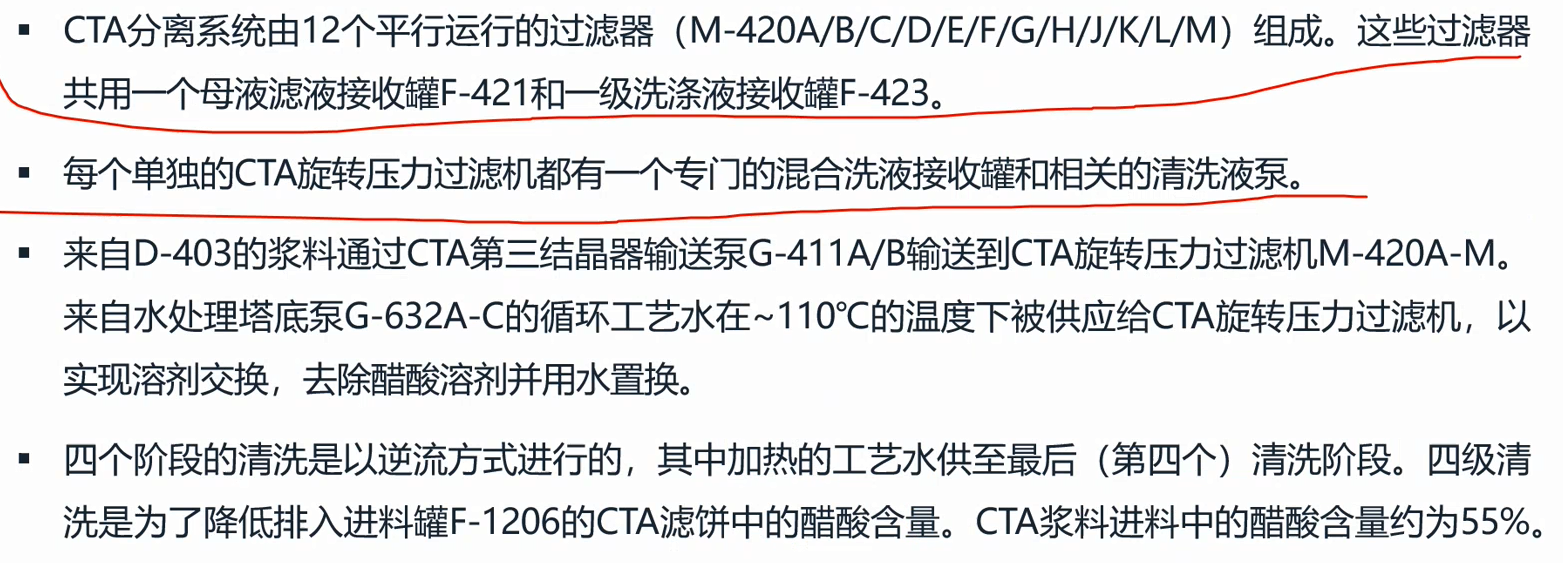 ▪ CTA分离系统由12个平行运行的过滤器（M-420A/B/C/D/E/F/G/H/J/K/L/M）组成。这些过滤器
共用一个母液滤液接收罐F-421和一级洗涤液接收罐F-423。
▪ 每个单独的CTA旋转压力过滤机都有一个专门的混合洗液接收罐和相关的清洗液泵。
▪ 来自D-403的浆料通过CTA第三结晶器输送泵G-411A/B输送到CTA旋转压力过滤机M-420A-M。
来自水处理塔底泵G-632A-C的循环工艺水在~110℃的温度下被供应给CTA旋转压力过滤机，以
实现溶剂交换，去除醋酸溶剂并用水置换。
▪ 四个阶段的清洗是以逆流方式进行的，其中加热的工艺水供至最后（第四个）清洗阶段。四级清
洗是为了降低排入进料罐F-1206的CTA滤饼中的醋酸含量。CTA浆料进料中的醋酸含量约为55%。